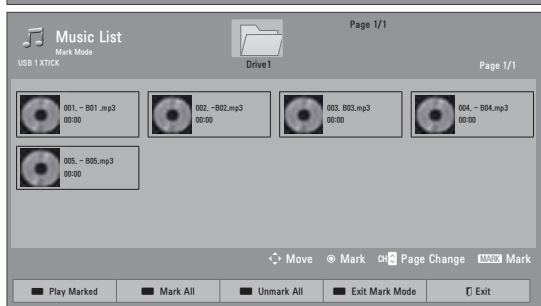 Page 1/1
Music List
Mark Mode
USB 1 XTICK
Drive1
Page 1/1
001. - B01 .mp3
00:00
002. -B02.mp3
00:00
003. B03.mp3
00:00
004. - B04.mp3
00:00
005. - B05.mp3
00:00
Move Mark CH Page Change MARK Mark
Play Marked Mark All Unmark All Exit Mark Mode Exit